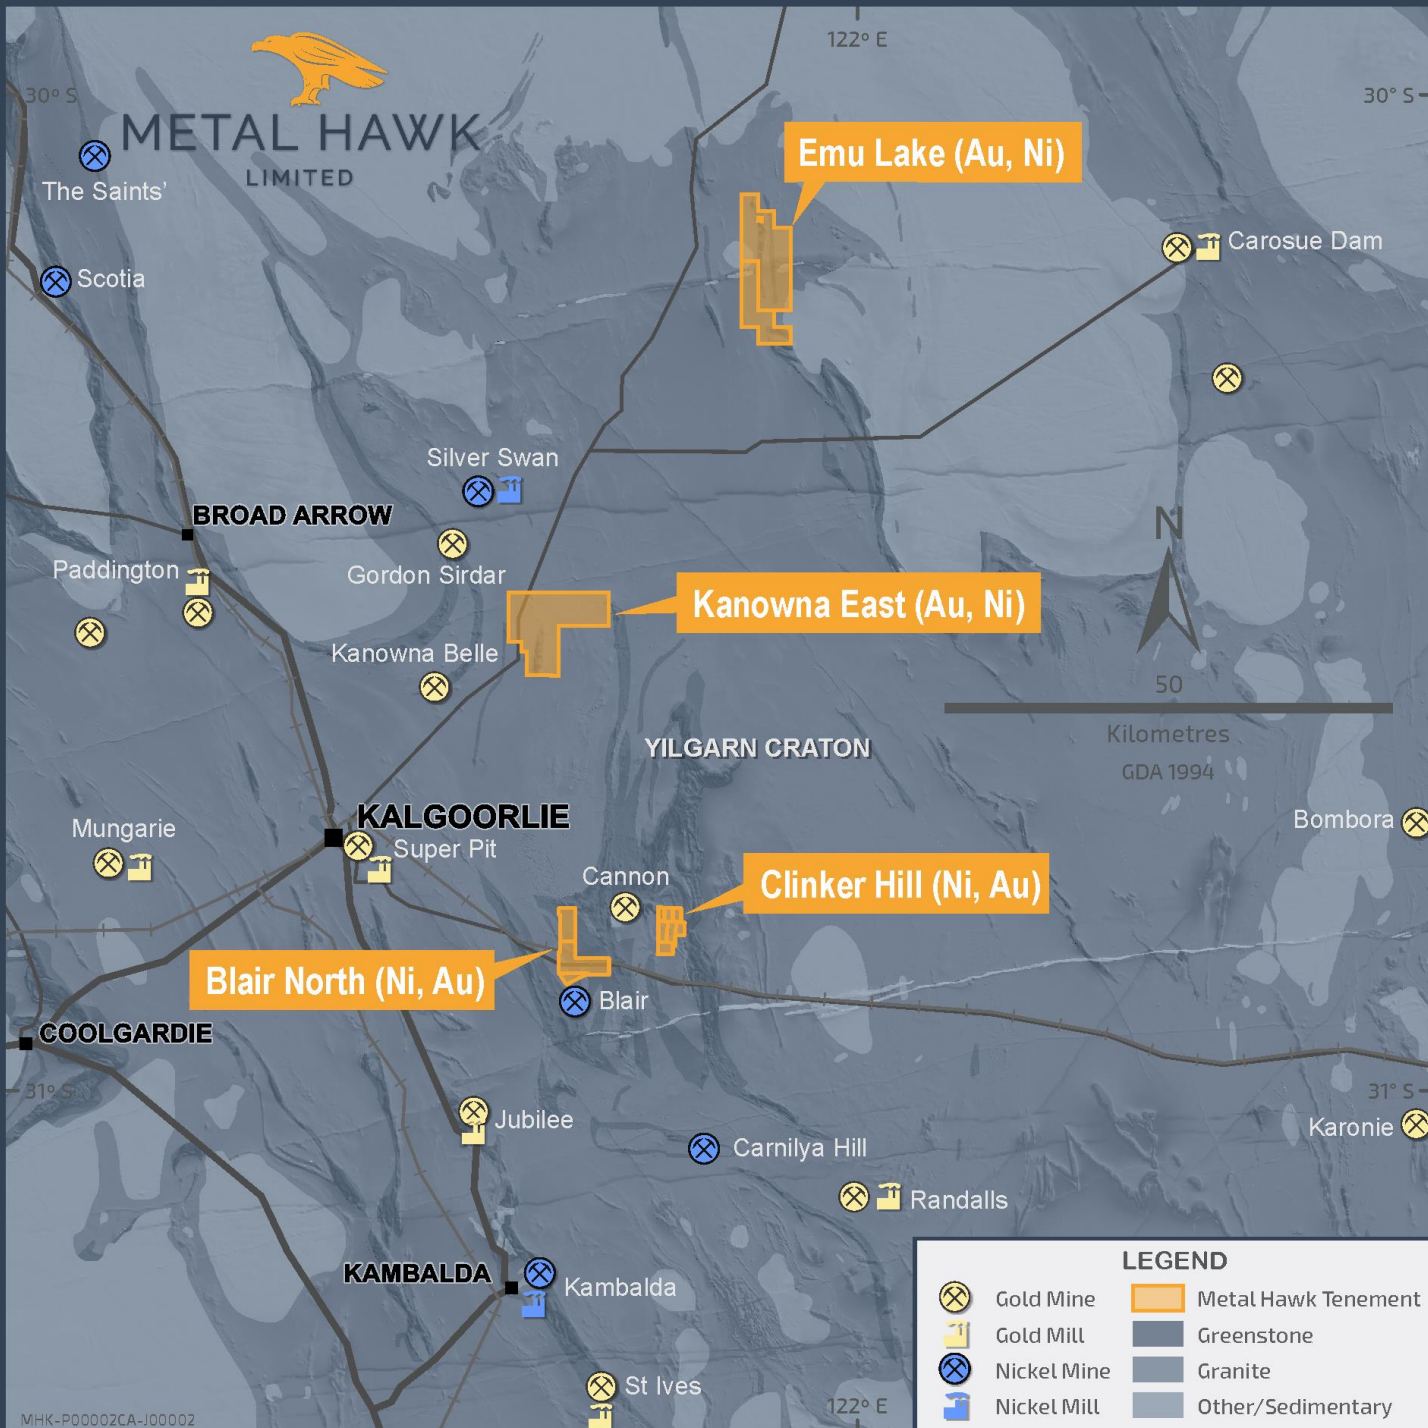 122° E
30° S
30° S
METAL HAWK
LIMITED
The Saints'
Emu Lake (Au, Ni)
Carosue Dam
Scotia
Silver Swan
BROAD ARROW
Gordon Sirdar
Paddington
N
Kanowna East (Au, Ni)
Kanowna Belle
50
Kilometres
GDA 1994
YILGARN CRATON
KALGOORLIE
Super Pit
Mungarie
Bombora
Cannon
Clinker Hill (Ni, Au)
Blair North (Ni, Au)
Blair
COOLGARDIE
31° S
31° S
Jubilee
Karonie
Carnilya Hill
Randalls
KAMBALDA
Kambalda
St Ives
LEGEND
Gold Mine
Metal Hawk Tenement
Gold Mill
Greenstone
Nickel Mine
Granite
Nickel Mill
Other/Sedimentary
122° E
MHK-P00002CA-J00002